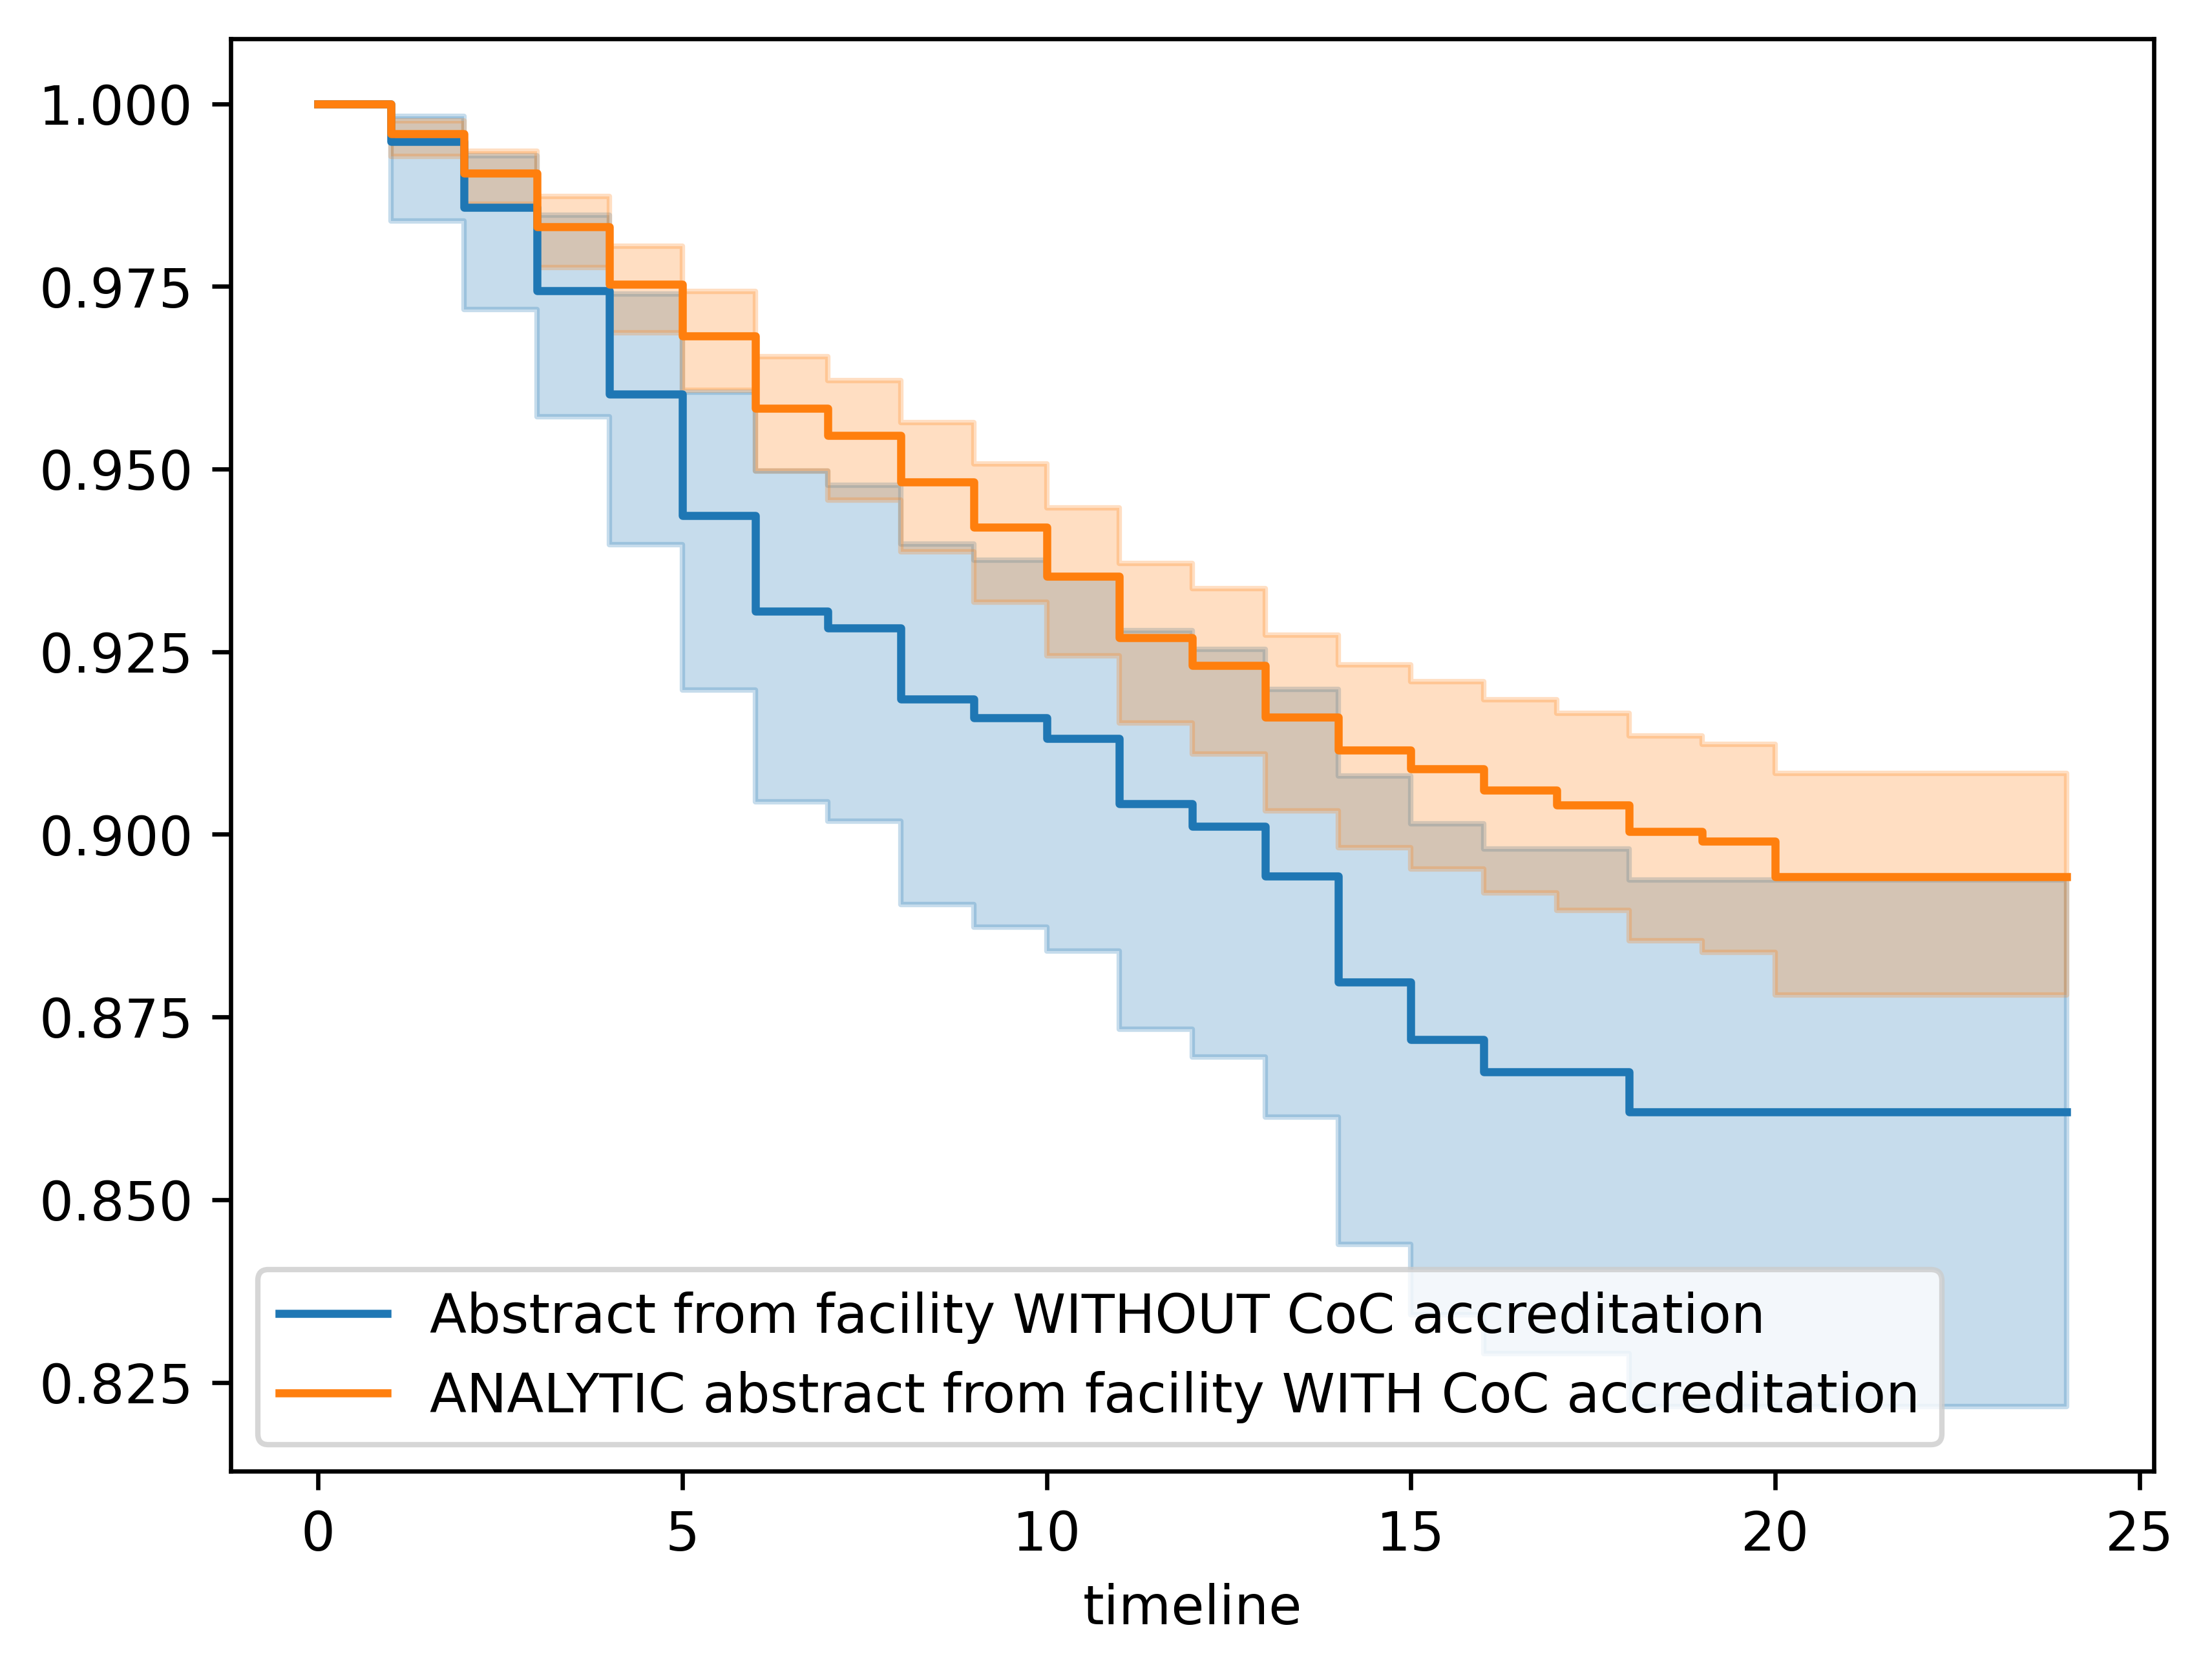 1.000
0.975
0.950
0.925
0.900
0.875
0.850
0.825
Abstract from facility WITHOUT CoC accreditation
ANALYTIC abstract from facility WITH CoC accreditation
0 5 10 15 20 25
timeline